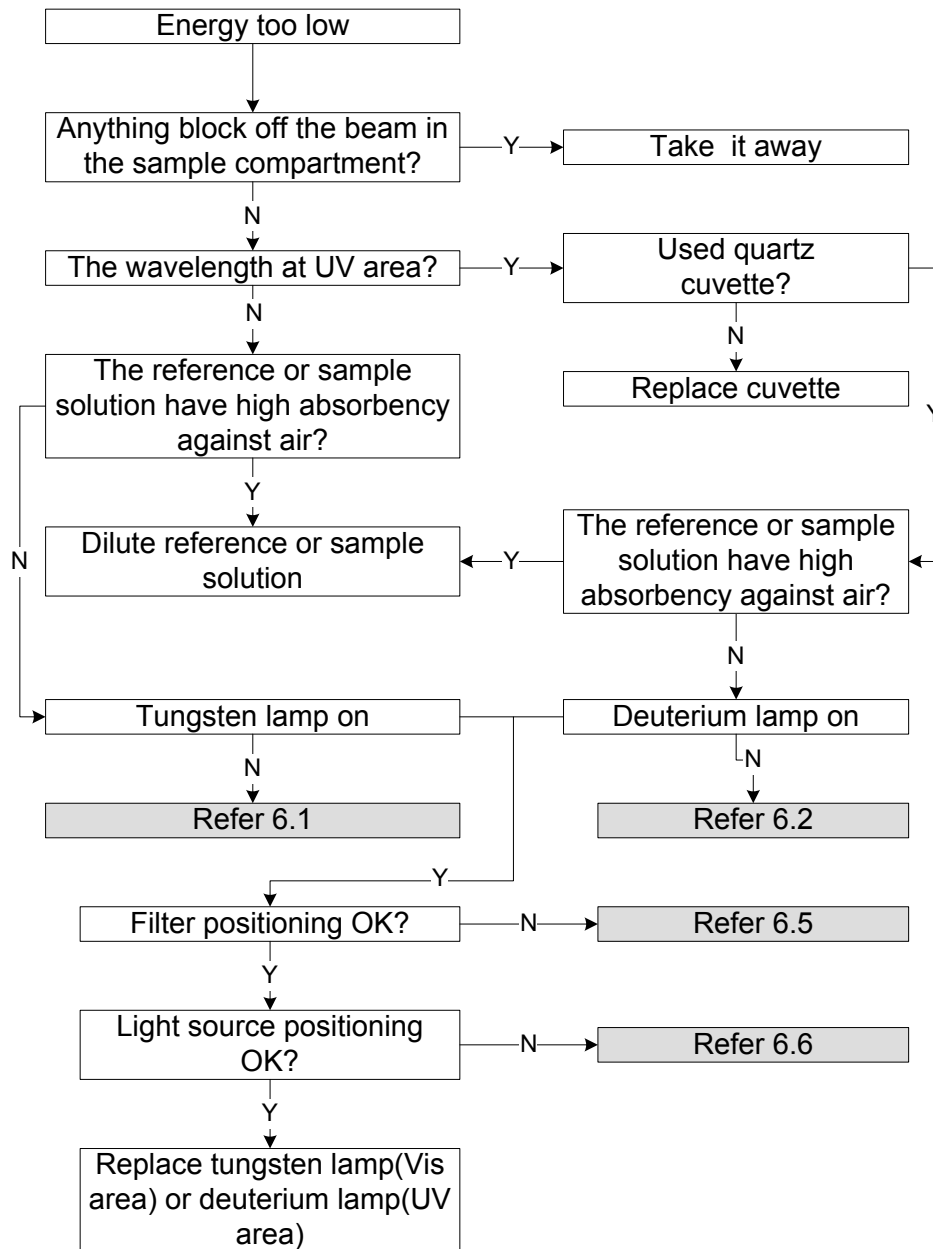 Energy too low
Anything block off the beam in
the sample compartment?
Y
Take it away
N
The wavelength at UV area?
Y
Used quartz
cuvette?
N
N
The reference or sample
solution have high absorbency
against air?
Replace cuvette
Y
Y
Dilute reference or sample
solution
Y
The reference or sample
solution have high
absorbency against air?
N
N
Tungsten lamp on
Deuterium lamp on
N
N
Refer 6.1
Refer 6.2
Y
Filter positioning OK?
N
Refer 6.5
Y
Light source positioning
OK?
N
Refer 6.6
Y
Replace tungsten lamp(Vis
area) or deuterium lamp(UV
area)